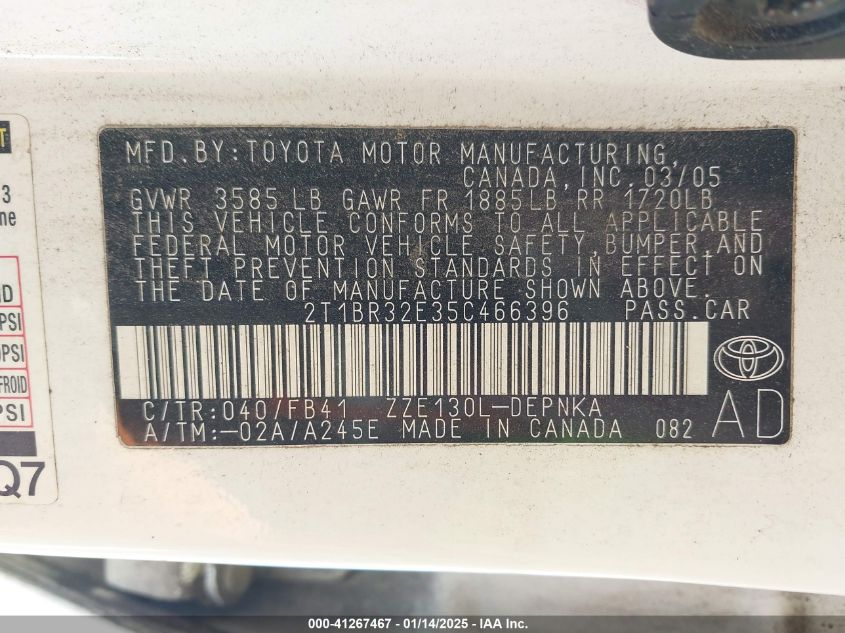 MFD.BY:TOYOTA MOTOR MANUFACTURING,
CANADA, INC. 03/05
GVWR 3585 LB GAWR FR 1885LB RR 1720LB
THIS VEHICLE CONFORMS TO ALL APPLICABLE
FEDERAL MOTOR VEHICLE SAFETY, BUMPER, AND
THEFT PREVENTION STANDARDS IN EFFECT ON
THE DATE OF MANUFACTURE SHOWN ABOVE.
2T1BR32E35C466396 PASS.CAR
C/TR:040/FB41 ZZE130L-DEPNKA
A/TM:-02A/A245E MADE IN CANADA 082
AD
3
PSI
PSI
Q7
000-41267467 - 01/14/2025 - IAA Inc.